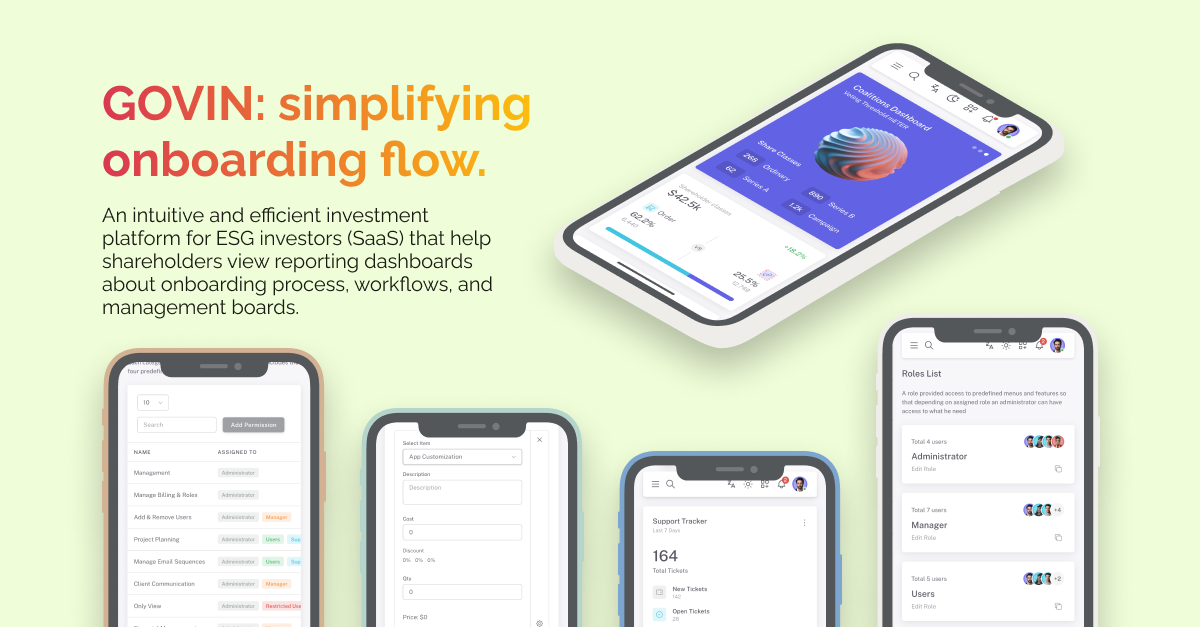 GOVIN: simplifying
onboarding flow.
An intuitive and efficient investment
platform for ESG investors (SaaS) that help
shareholders view reporting dashboards
about onboarding process, workflows, and
management boards.
Coalitions Dashboard
Share Classes
268 Ordinary
62 Series A
880 Series B
1.2k Campaign
Shareholder classes
$42.5k
+18.2%
Order
62.2%
VS
25.5%
12,749
four predefi
10
Search
Add Permission
NAME ASSIGNED TO
Management Administrator
Manage Billing & Roles Administrator
Add & Remove Users Administrator Manager
Project Planning Administrator Users Sup
Manage Email Sequences Administrator Users Sup
Client Communication Administrator Manager
Only View Administrator Restricted Use
Select Item
App Customization
Description
Description
Cost
0
Discount
0% 0% 0%
Qty
0
Price: $0
2
Support Tracker
Last 7 Days
164
Total Tickets
New Tickets
142
Open Tickets
28
2
Roles List
A role provided access to predefined menus and features so
that depending on assigned role an administrator can have
access to what he need
Total 4 users
Administrator
Edit Role
Total 7 users
+4
Manager
Edit Role
Total 5 users
+2
Users
Edit Role